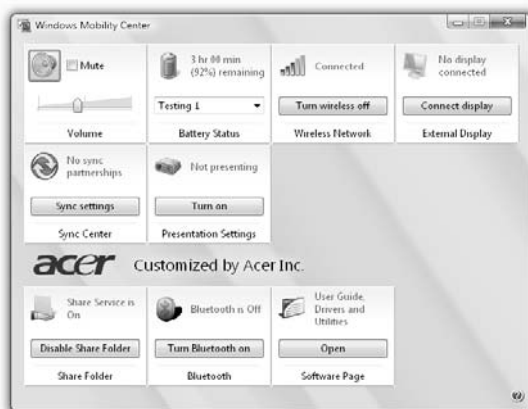 Windows Mobility Center
Mute
Volume
3 hr 00 min
(92%) remaining
Testing 1
Battery Status
Connected
Turn wireless off
Wireless Network
No display
connected
Connect display
External Display
No sync
partnerships
Sync settings
Sync Center
Not presenting
Turn on
Presentation Settings
acer Customized by Acer Inc.
Share Service is
On
Disable Share Folder
Share Folder
Bluetooth is Off
Turn Bluetooth on
Bluetooth
User Guide,
Drivers and
Utilities
Open
Software Page